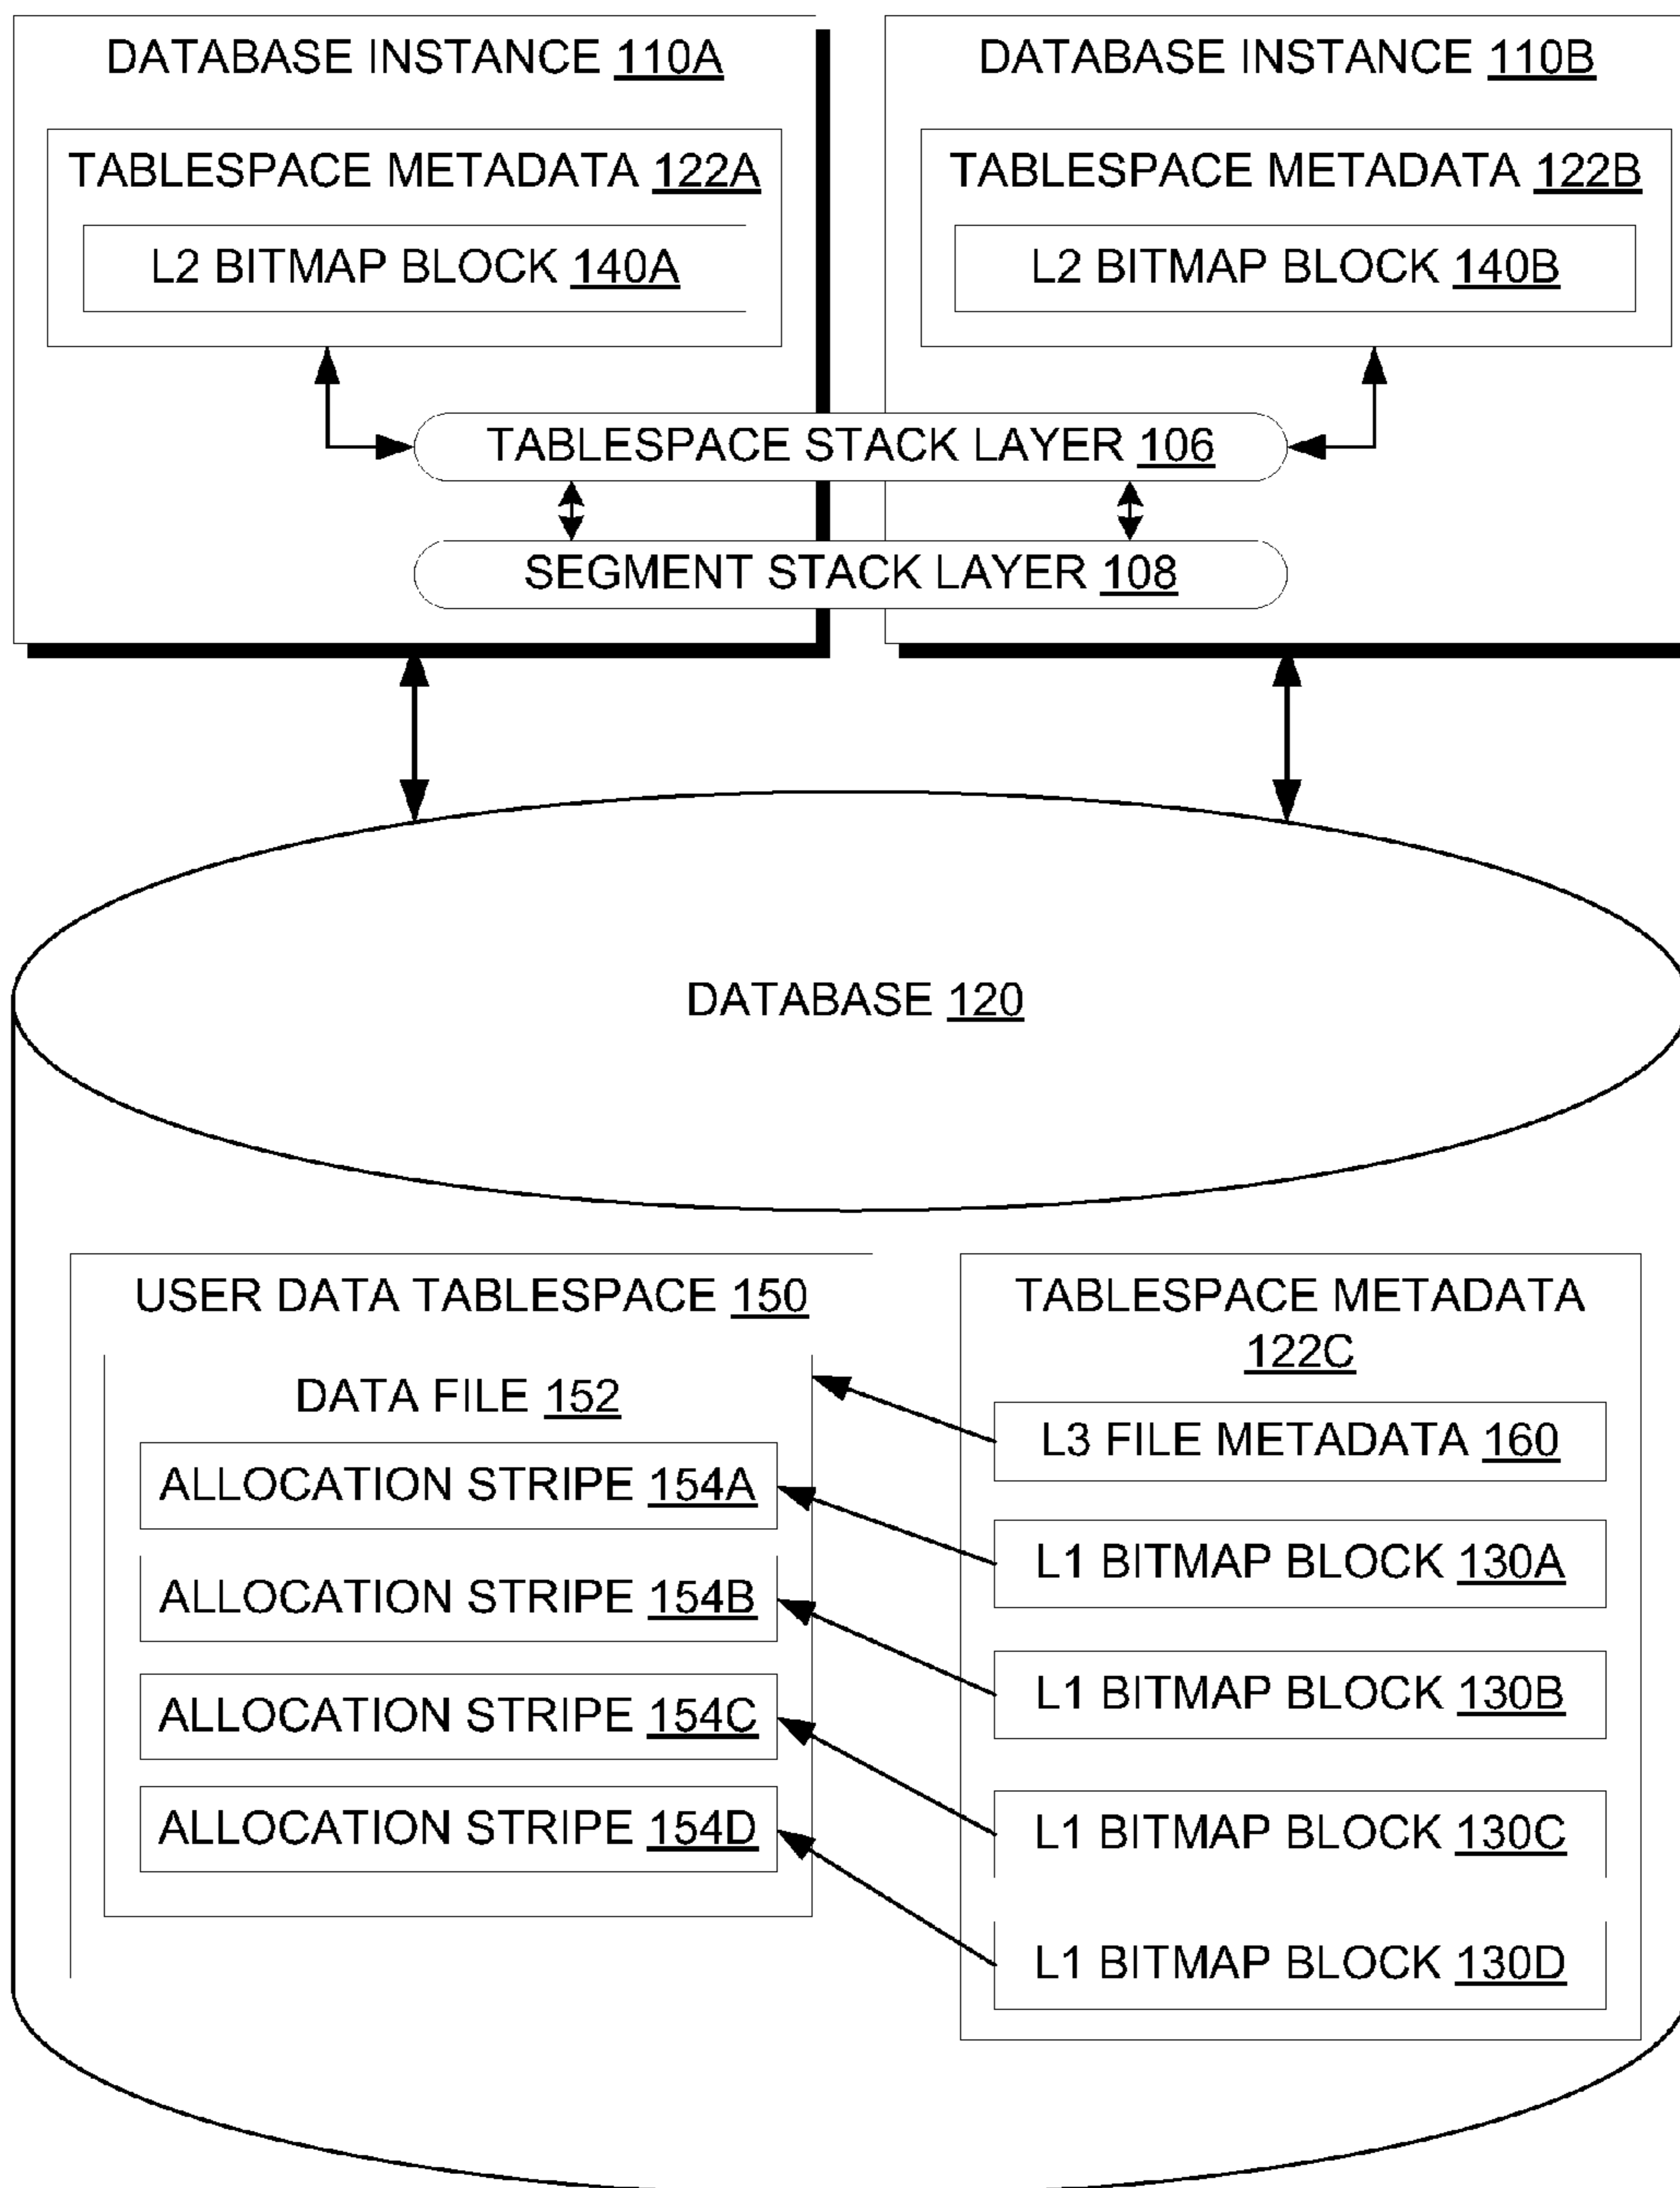 DATABASE INSTANCE 110A
TABLESPACE METADATA 122A
L2 BITMAP BLOCK 140A
DATABASE INSTANCE 110B
TABLESPACE METADATA 122B
L2 BITMAP BLOCK 140B
TABLESPACE STACK LAYER 106
SEGMENT STACK LAYER 108
DATABASE 120
USER DATA TABLESPACE 150
DATA FILE 152
ALLOCATION STRIPE 154A
ALLOCATION STRIPE 154B
ALLOCATION STRIPE 154C
ALLOCATION STRIPE 154D
TABLESPACE METADATA
122C
L3 FILE METADATA 160
L1 BITMAP BLOCK 130A
L1 BITMAP BLOCK 130B
L1 BITMAP BLOCK 130C
L1 BITMAP BLOCK 130D